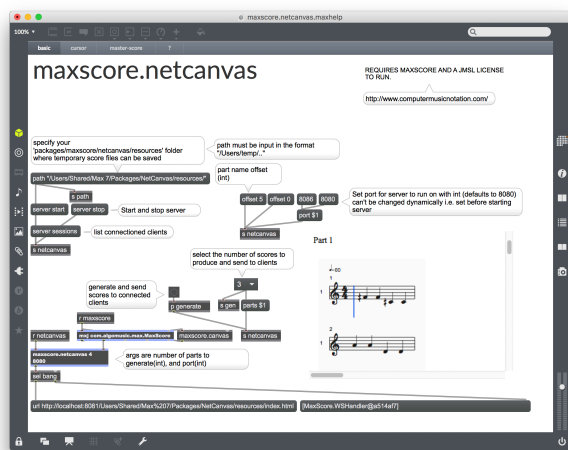 maxscore.netcanvas.maxhelp
100% ▾
basic cursor master-score ?
maxscore.netcanvas
REQUIRES MAXSCORE AND A JMSL LICENSE
TO RUN.
http://www.computermusicnotation.com/
specify your
'packages/maxscore/netcanvas/resources' folder
where temporary score files can be saved
path must be input in the format
"/Users/temp/.."
path "/Users/Shared/Max 7/Packages/NetCanvas/resources/"
part name offset
(int)
s path
offset 5
offset 0
8086
8080
Set port for server to run on with int (defaults to 8080)
can't be changed dynamically i.e. set before starting
server
server start
server stop
Start and stop server
port $1
server sessions
list connectioned clients
s netcanvas
s netcanvas
Part 1
select the number of scores to
produce and send to clients
=60
1
3
generate and send
scores to connected
clients
p generate
s gen
parts $1
r maxscore
r netcanvas
mxj com.algomusic.max.MaxScore
maxscore.canvas
s netcanvas
2
1
maxscore.netcanvas 4
8080
args are number of parts to
generate(int), and port(int)
sel bang
url http://localhost:8081/Users/Shared/Max%207/Packages/NetCanvas/resources/index.html
[MaxScore.WSHandler@a514af7]